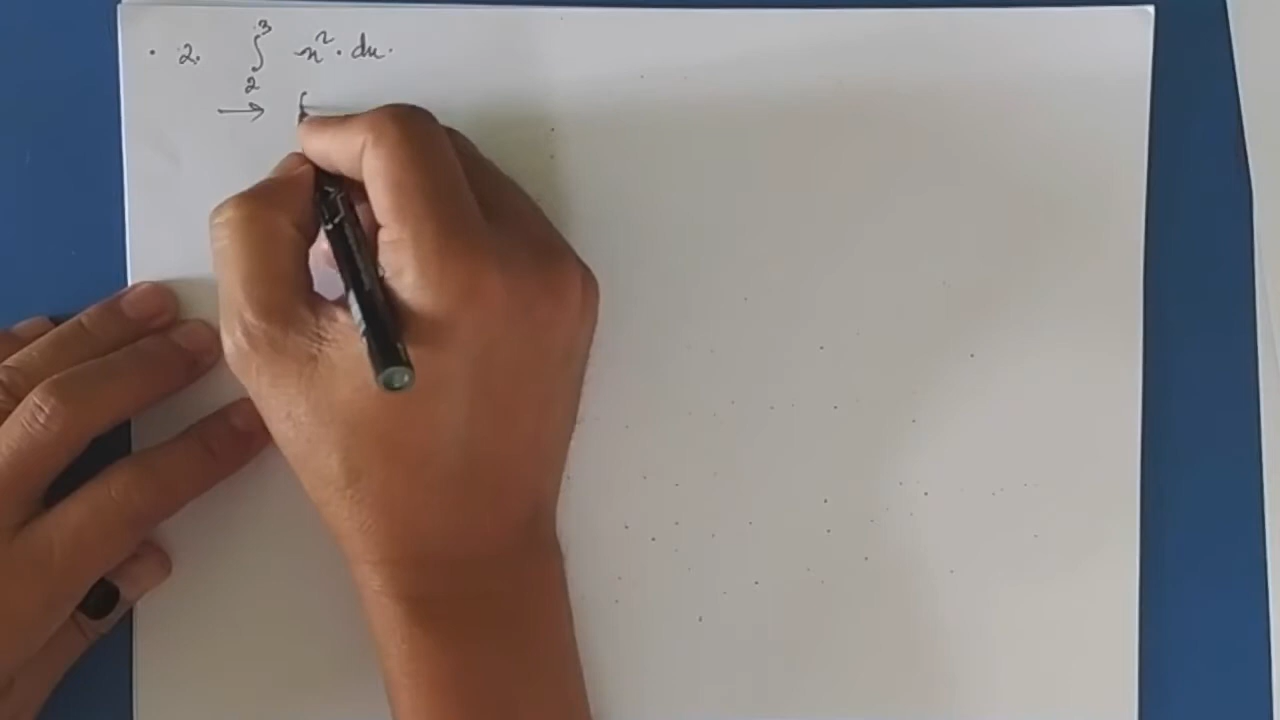 · 2. ∫₂³ x² · dx.
→